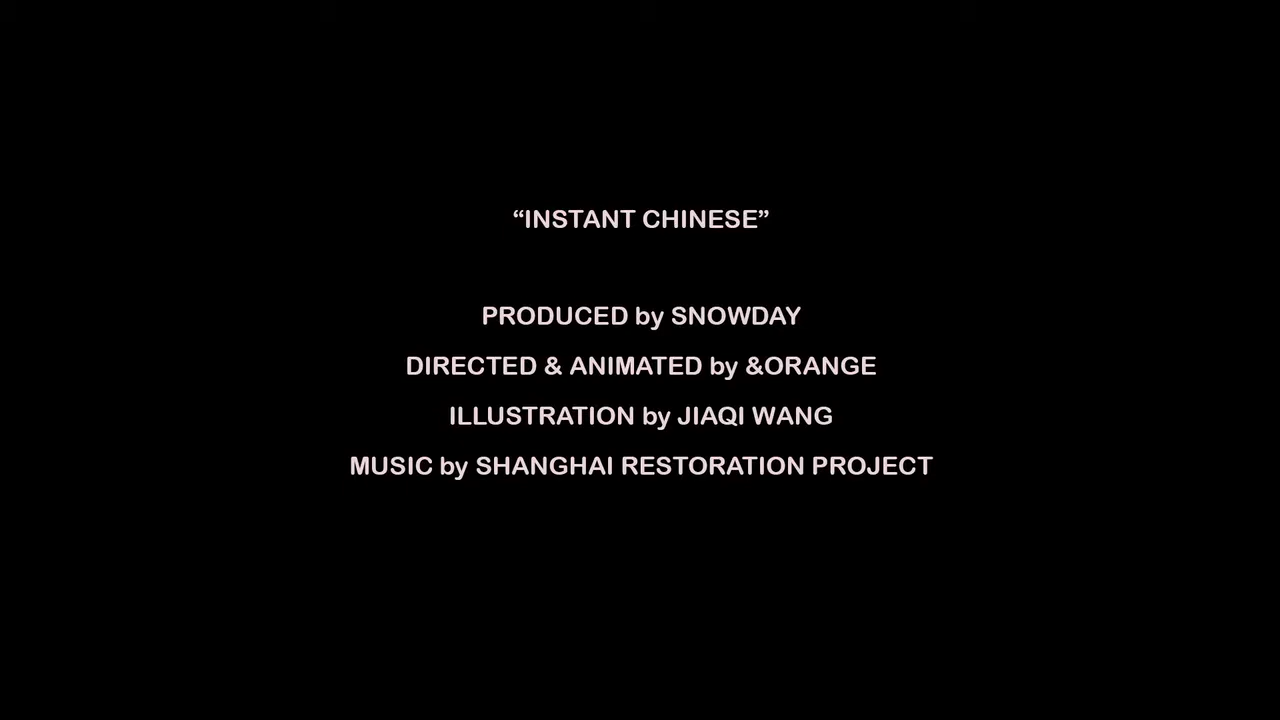 “INSTANT CHINESE”
PRODUCED by SNOWDAY
DIRECTED & ANIMATED by &ORANGE
ILLUSTRATION by JIAQI WANG
MUSIC by SHANGHAI RESTORATION PROJECT